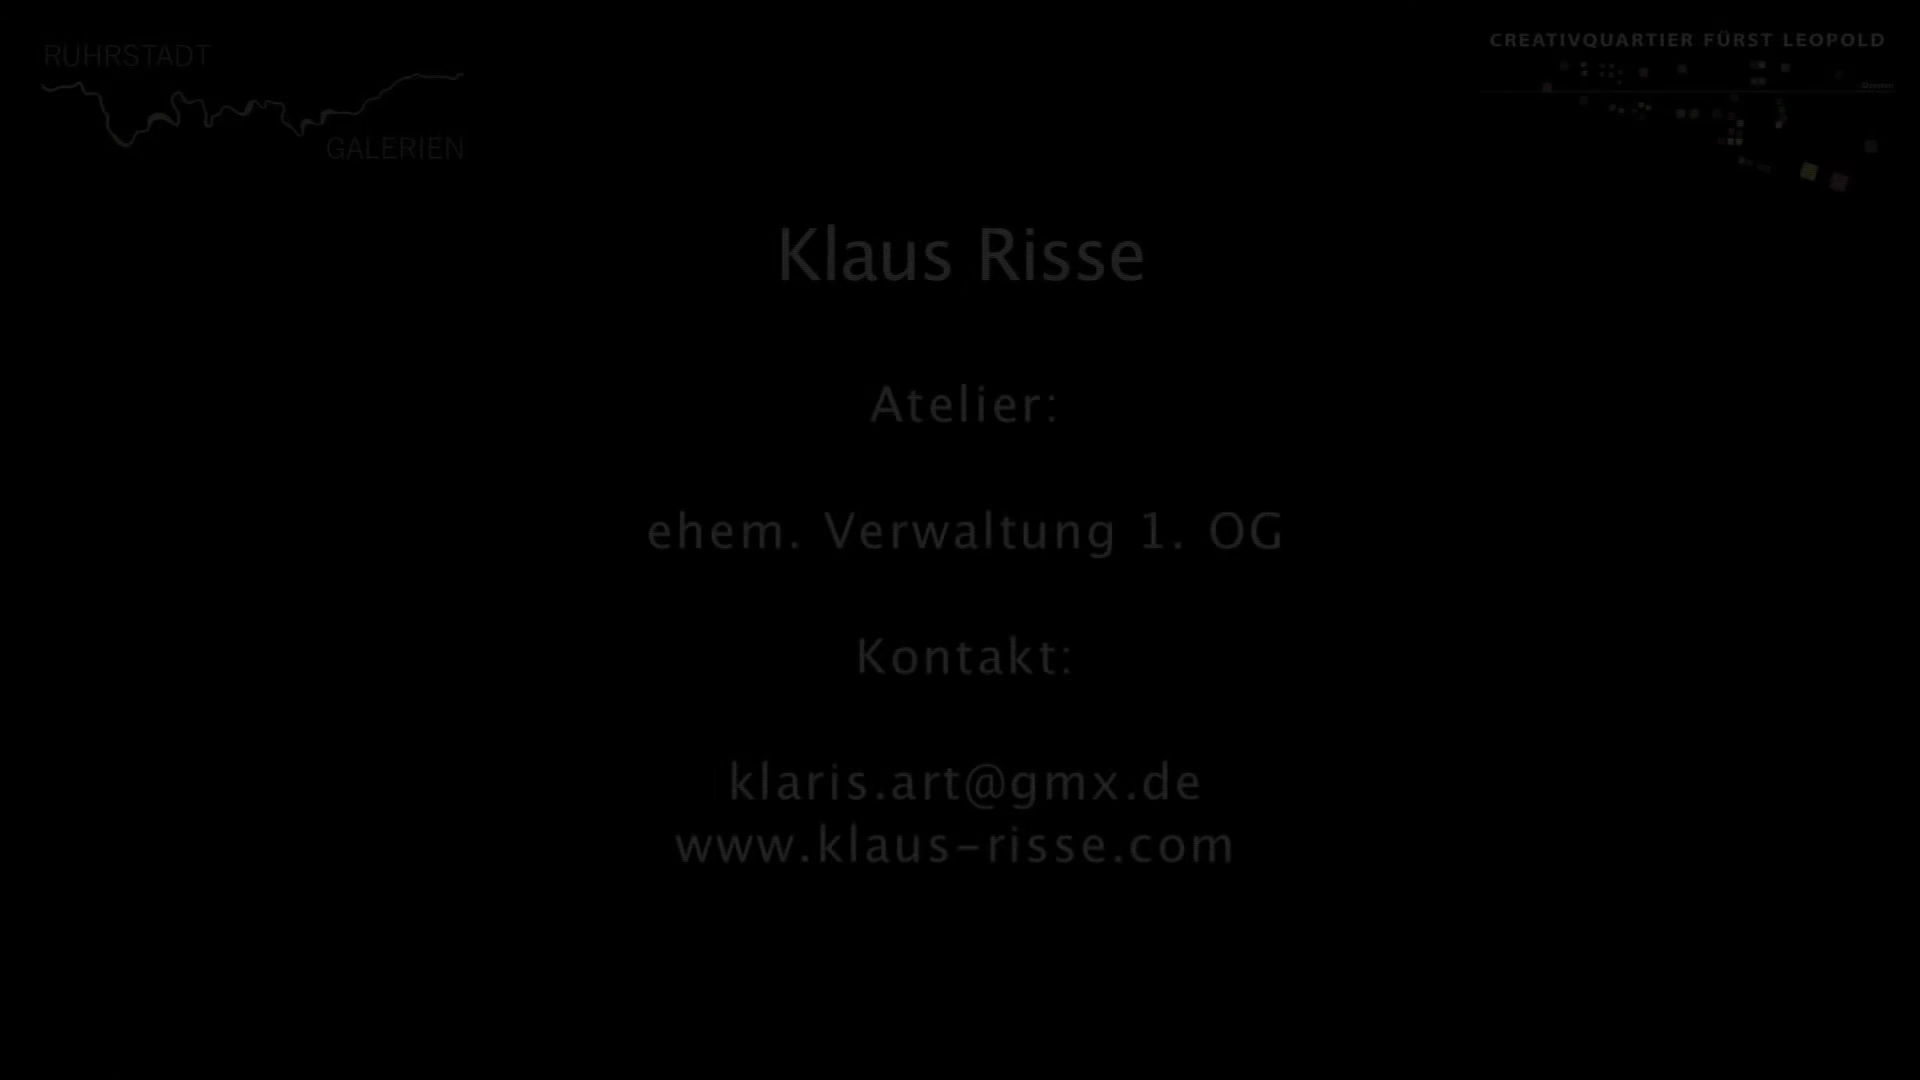 RUHRSTADT
GALERIEN
CREATIVQUARTIER FÜRST LEOPOLD
Dorsten
Klaus Risse
Atelier:
ehem. Verwaltung 1. OG
Kontakt:
klaris.art@gmx.de
www.klaus-risse.com